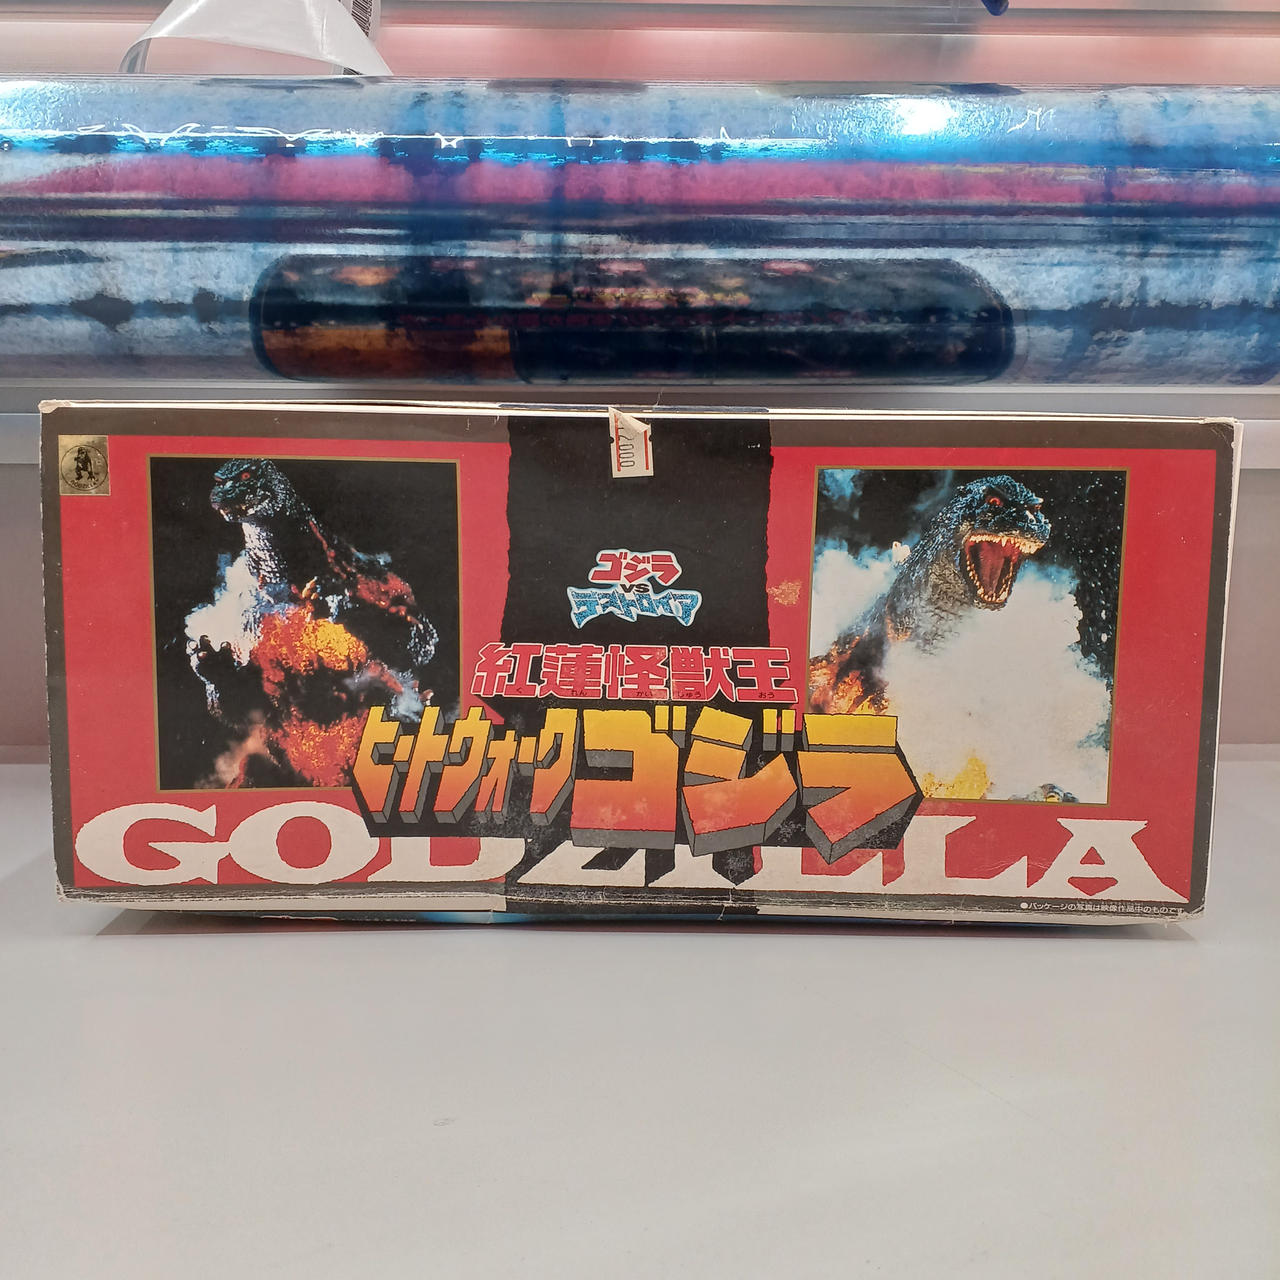 GODZILLA
ゴジラ
VS
デストロイア
紅蓮怪獣王
ぐれんかいじゅうおう
ヒートウォークゴジラ
GODZILLA
●パッケージの写真は映像作品中のものです